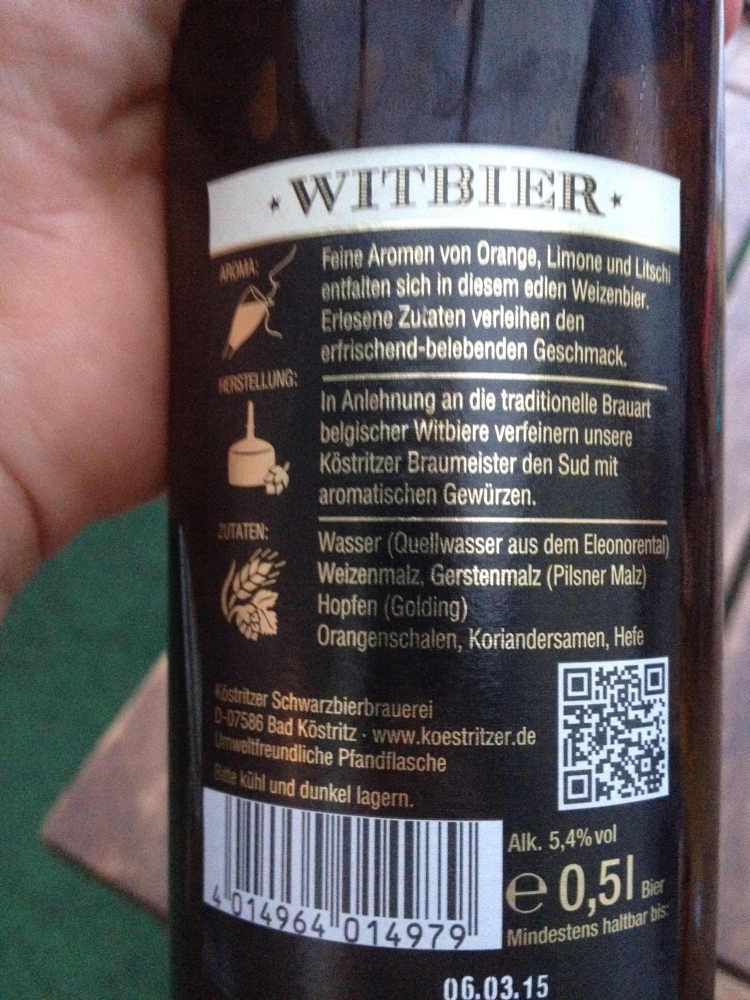 ★ WITBIER ★
AROMA:
Feine Aromen von Orange, Limone und Litschi
entfalten sich in diesem edlen Weizenbier.
Erlesene Zutaten verleihen den
erfrischend-belebenden Geschmack.
HERSTELLUNG:
In Anlehnung an die traditionelle Brauart
belgischer Witbiere verfeinern unsere
Köstritzer Braumeister den Sud mit
aromatischen Gewürzen.
ZUTATEN:
Wasser (Quellwasser aus dem Eleonorental)
Weizenmalz, Gerstenmalz (Pilsner Malz)
Hopfen (Golding)
Orangenschalen, Koriandersamen, Hefe
Köstritzer Schwarzbierbrauerei
D-07586 Bad Köstritz · www.koestritzer.de
Umweltfreundliche Pfandflasche
Bitte kühl und dunkel lagern.
4 014964 014979
Alk. 5,4% vol
℮ 0,5l Bier
Mindestens haltbar bis:
06.03.15